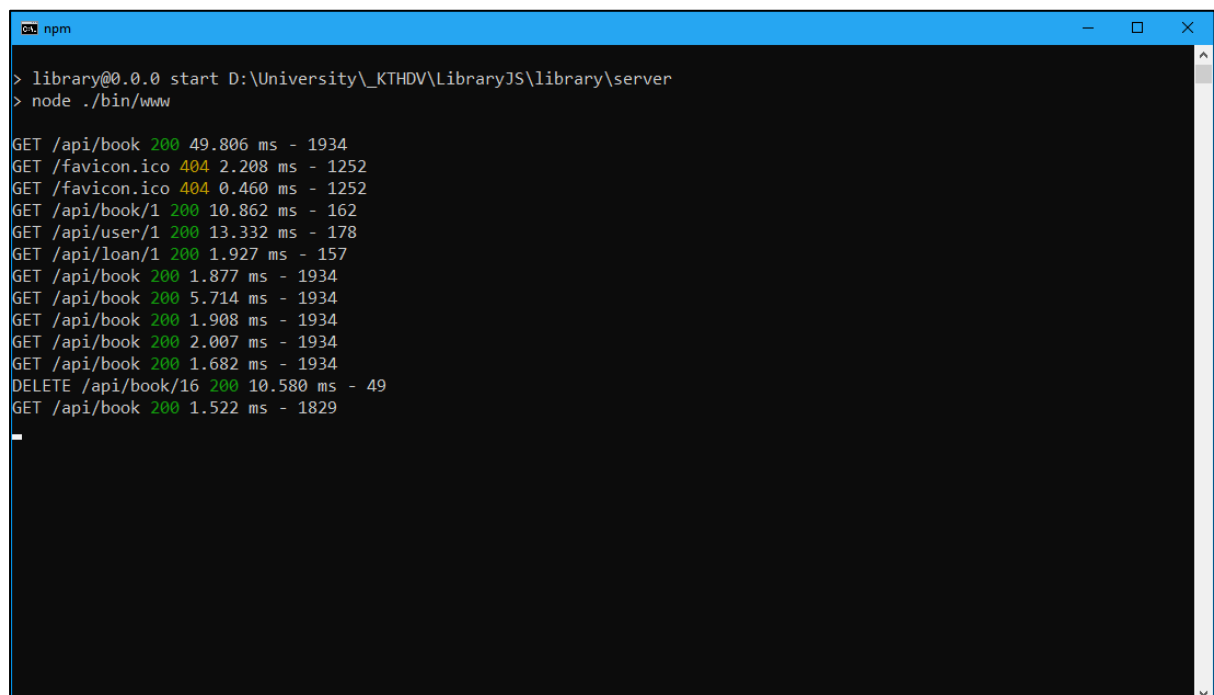 npm
> library@0.0.0 start D:\University\_KTHDV\LibraryJS\library\server
> node ./bin/www
GET /api/book 200 49.806 ms - 1934
GET /favicon.ico 404 2.208 ms - 1252
GET /favicon.ico 404 0.460 ms - 1252
GET /api/book/1 200 10.862 ms - 162
GET /api/user/1 200 13.332 ms - 178
GET /api/loan/1 200 1.927 ms - 157
GET /api/book 200 1.877 ms - 1934
GET /api/book 200 5.714 ms - 1934
GET /api/book 200 1.908 ms - 1934
GET /api/book 200 2.007 ms - 1934
GET /api/book 200 1.682 ms - 1934
DELETE /api/book/16 200 10.580 ms - 49
GET /api/book 200 1.522 ms - 1829